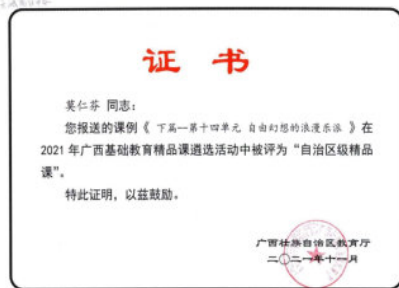 证书
莫仁芬 同志：
您报送的课例《 下篇—第十四单元 自由幻想的浪漫乐派 》在
2021 年广西基础教育精品课遴选活动中被评为“自治区级精品
课”。
特此证明，以兹鼓励。
广西壮族自治区教育厅
二〇二一年十一月